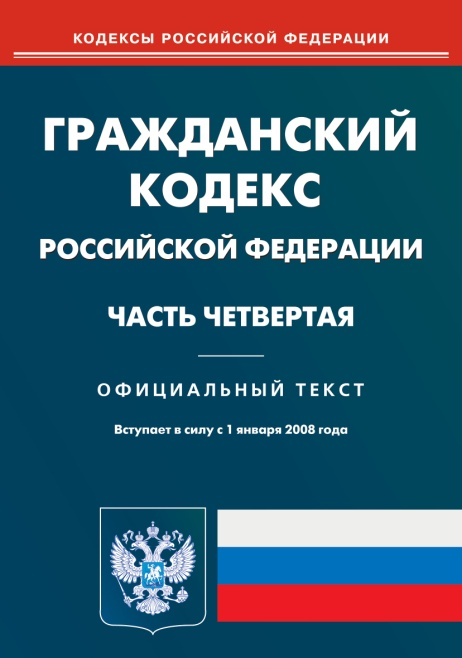 КОДЕКСЫ РОССИЙСКОЙ ФЕДЕРАЦИИ
ГРАЖДАНСКИЙ
КОДЕКС
РОССИЙСКОЙ ФЕДЕРАЦИИ
ЧАСТЬ ЧЕТВЕРТАЯ
ОФИЦИАЛЬНЫЙ ТЕКСТ
Вступает в силу с 1 января 2008 года